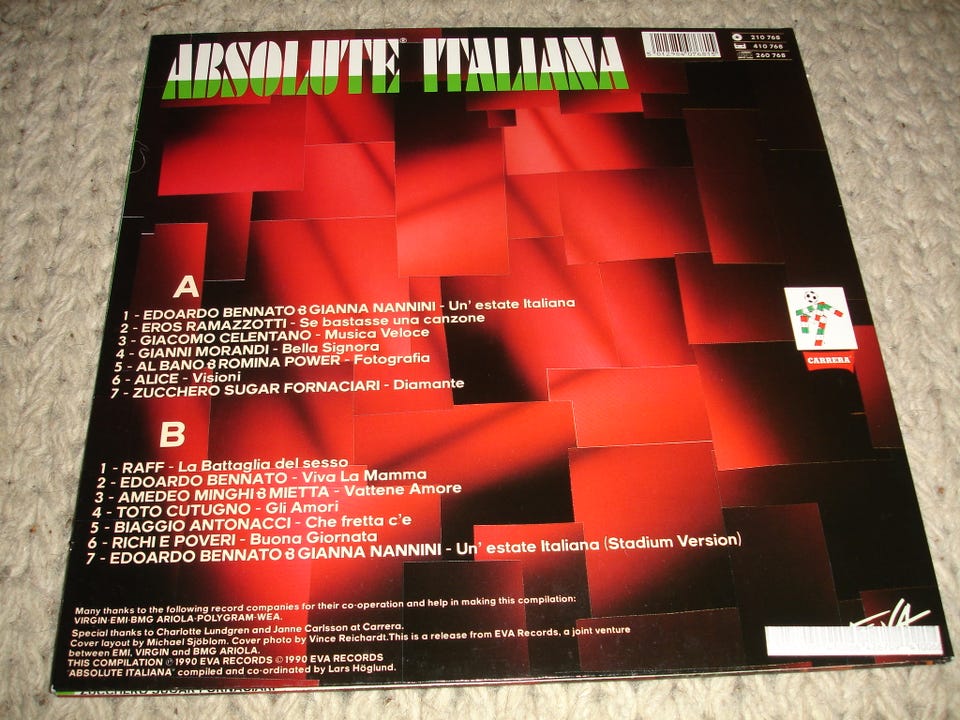 ABSOLUTE® ITALIANA
210 768
410 768
260 768
A
1 - EDOARDO BENNATO & GIANNA NANNINI - Un' estate Italiana
2 - EROS RAMAZZOTTI - Se bastasse una canzone
3 - GIACOMO CELENTANO - Musica Veloce
4 - GIANNI MORANDI - Bella Signora
5 - AL BANO & ROMINA POWER - Fotografia
6 - ALICE - Visioni
7 - ZUCCHERO SUGAR FORNACIARI - Diamante
CARRERA
B
1 - RAFF - La Battaglia del sesso
2 - EDOARDO BENNATO - Viva La Mamma
3 - AMEDEO MINGHI & MIETTA - Vattene Amore
4 - TOTO CUTUGNO - Gli Amori
5 - BIAGGIO ANTONACCI - Che fretta c'e
6 - RICHI E POVERI - Buona Giornata
7 - EDOARDO BENNATO & GIANNA NANNINI - Un' estate Italiana (Stadium Version)
Many thanks to the following record companies for their co-operation and help in making this compilation:
VIRGIN·EMI·BMG ARIOLA·POLYGRAM·WEA.
Special thanks to Charlotte Lundgren and Janne Carlsson at Carrera.
Cover layout by Michael Sjöblom. Cover photo by Vince Reichardt.This is a release from EVA Records, a joint venture
between EMI, VIRGIN and BMG ARIOLA.
THIS COMPILATION ℗ 1990 EVA RECORDS © 1990 EVA RECORDS
'ABSOLUTE ITALIANA' compiled and co-ordinated by Lars Höglund.
EVA
ZUCCHERO SUGAR FORNACIARI